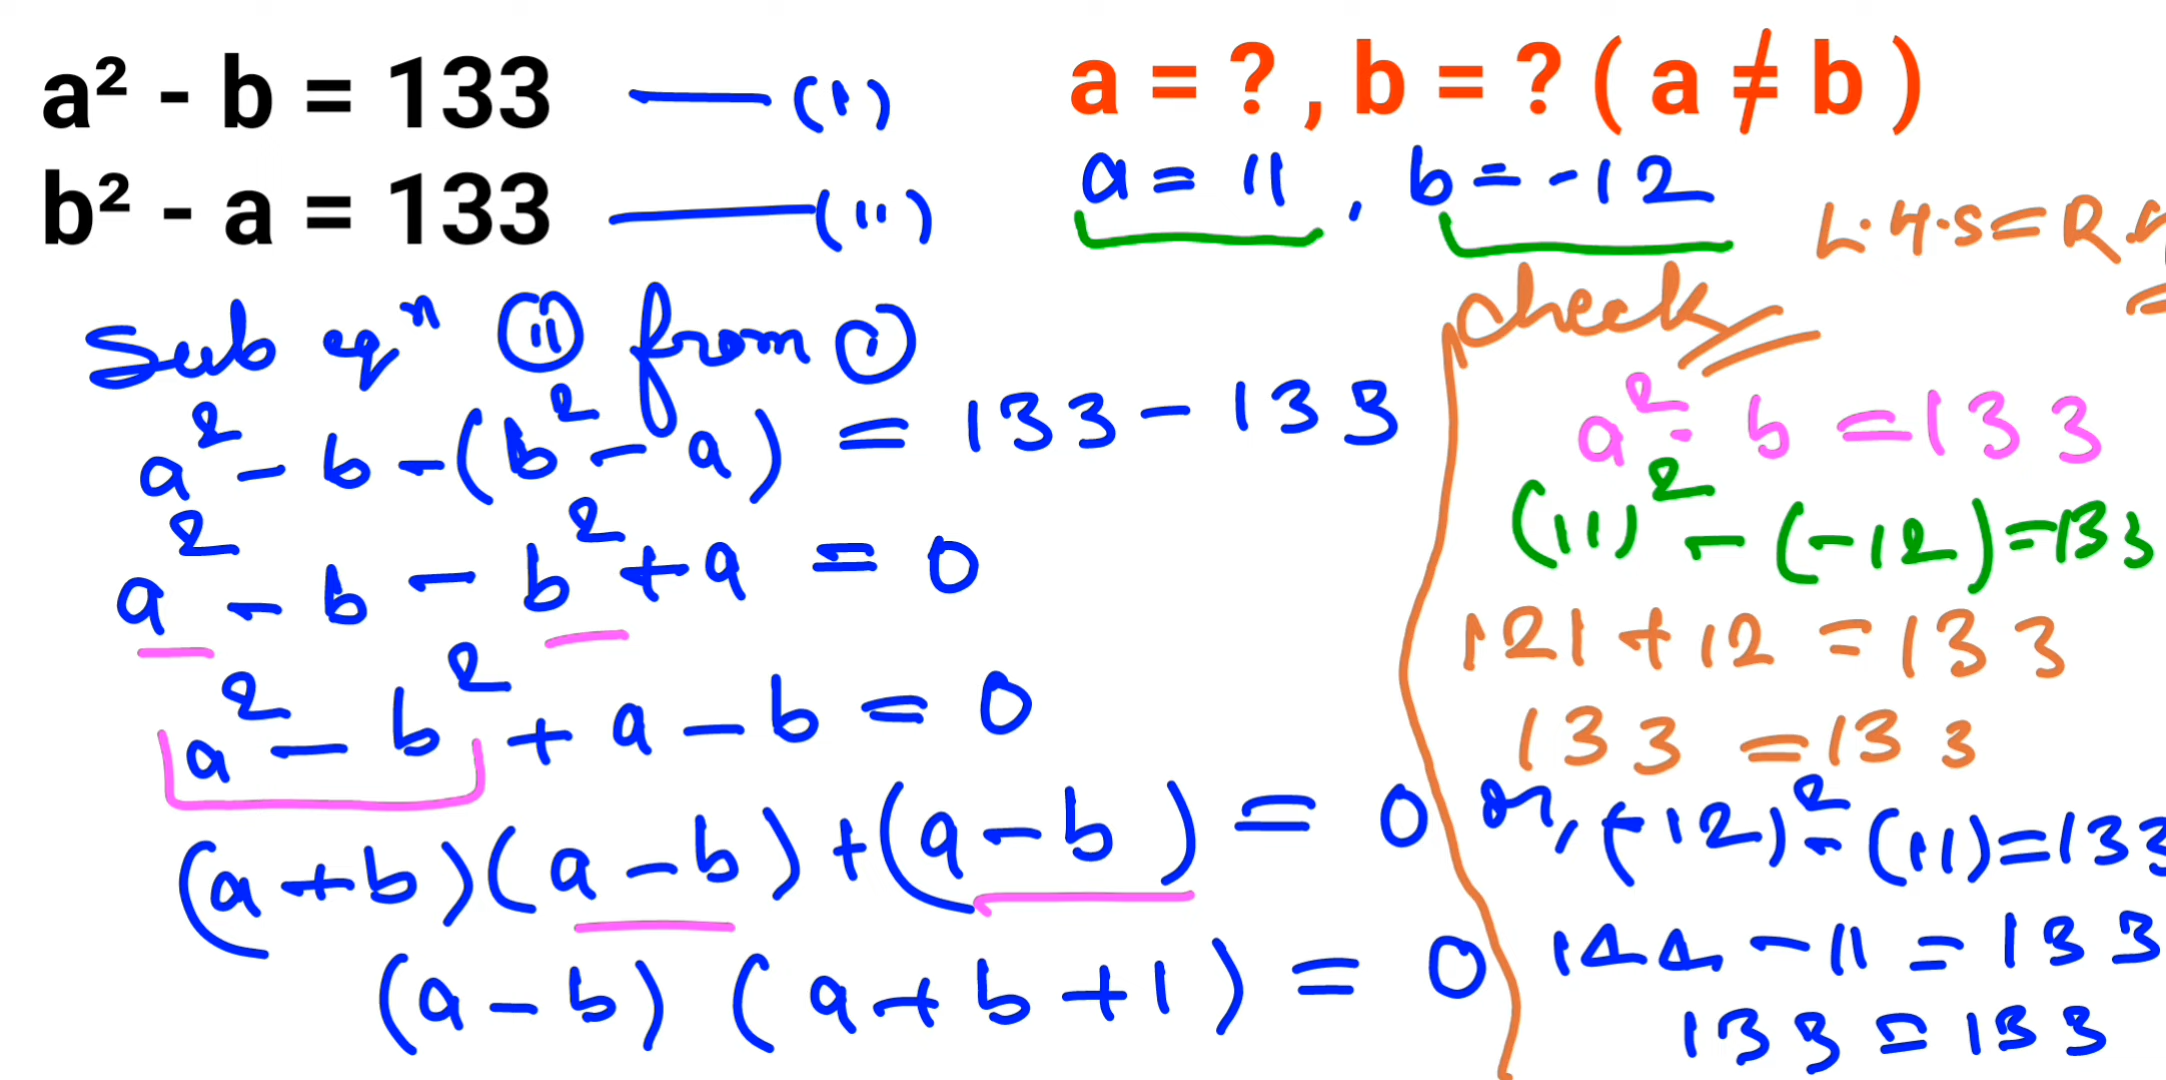 a² - b = 133 —(i)
b² - a = 133 —(ii)
a = ? , b = ? ( a ≠ b )
a = 11 , b = -12
Sub eqⁿ (ii) from (i)
a² - b - (b² - a) = 133 - 133
a² - b - b² + a = 0
a² - b² + a - b = 0
(a+b)(a-b)+(a-b) = 0
(a-b) (a+b+1) = 0
L.H.S = R.
check
a² - b = 133
(11)² - (-12) = 133
121 + 12 = 133
133 = 133
or, (-12)² - (11) = 133
144 - 11 = 133
133 = 133